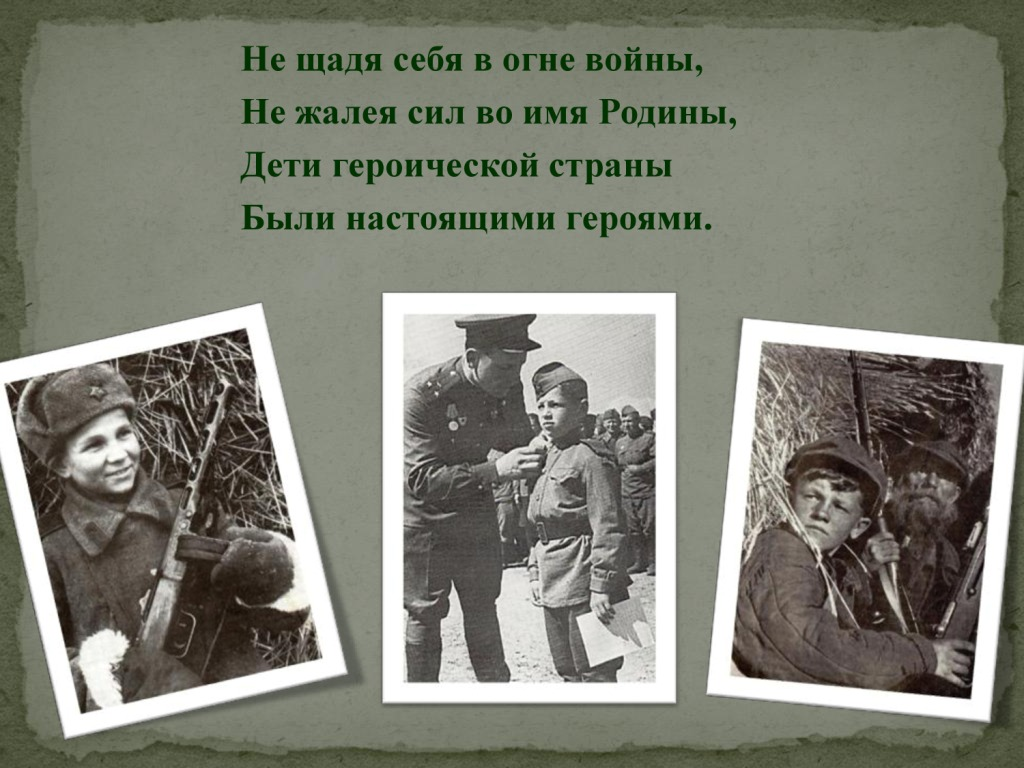 Не щадя себя в огне войны,
Не жалея сил во имя Родины,
Дети героической страны
Были настоящими героями.